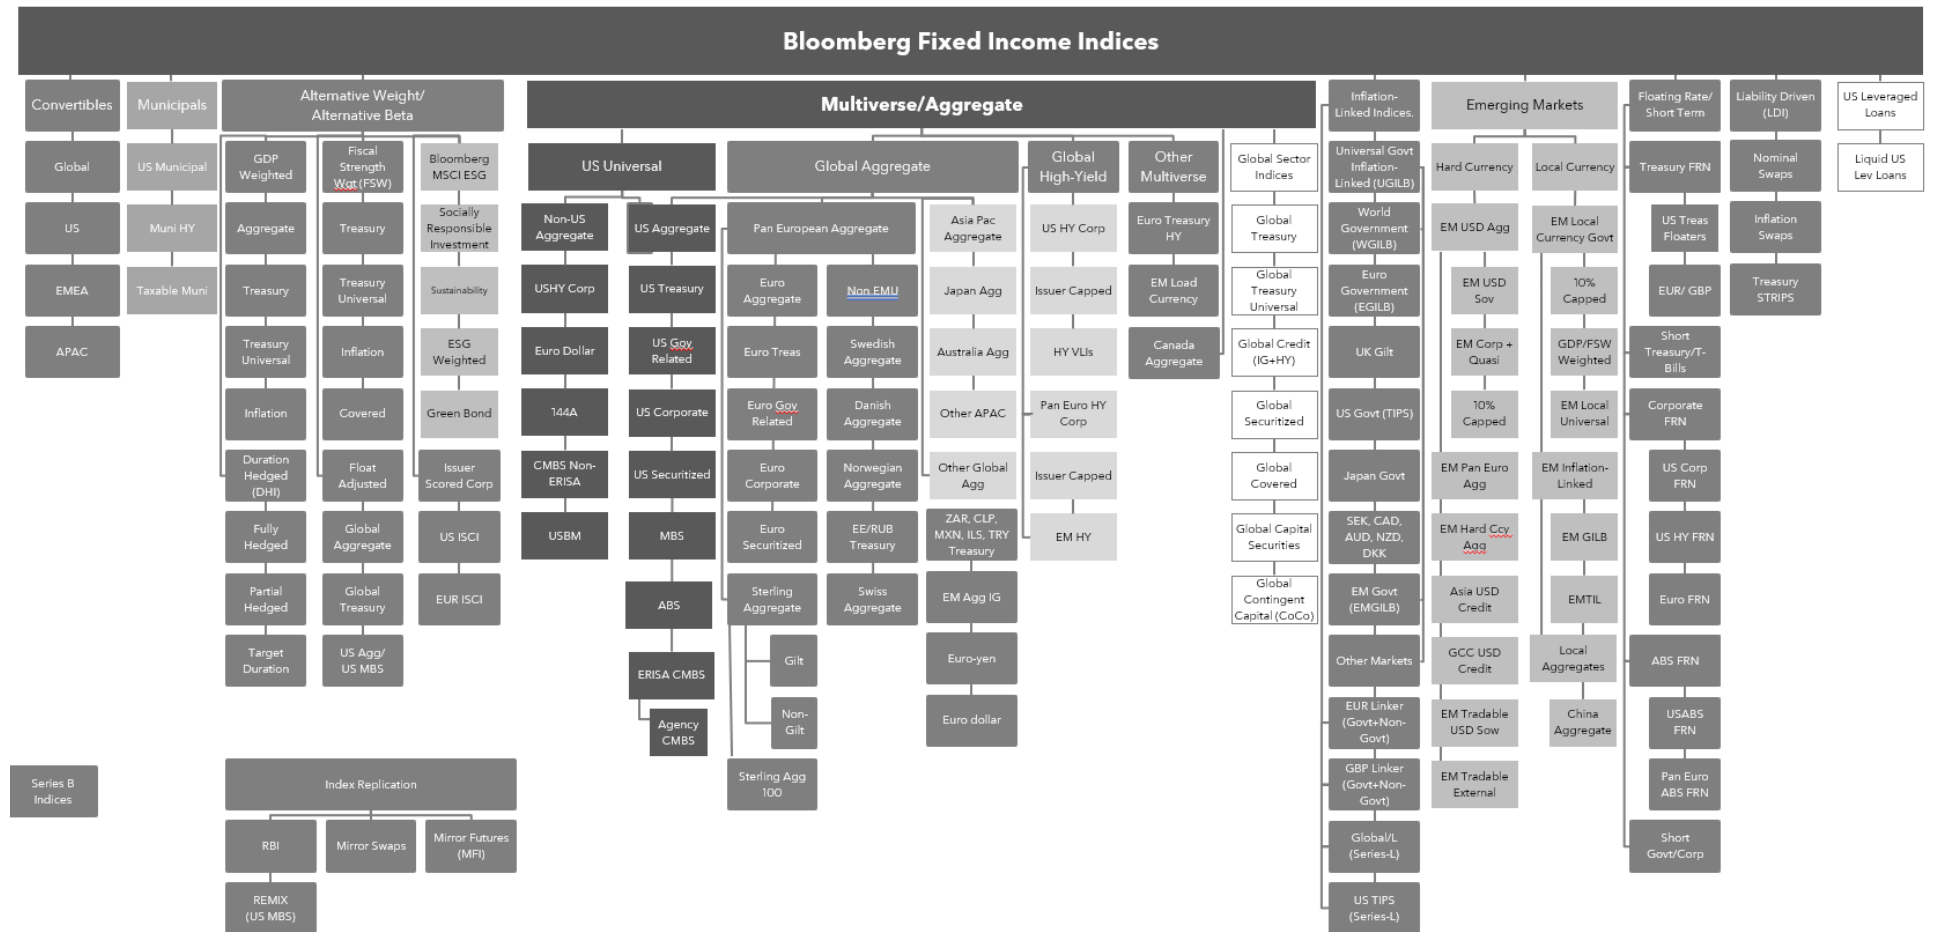 Bloomberg Fixed Income Indices
Convertibles
Global
US
EMEA
APAC
Municipals
US Municipal
Muni HY
Taxable Muni
Alternative Weight/
Alternative Beta
GDP
Weighted
Aggregate
Treasury
Treasury
Universal
Inflation
Duration
Hedged
(DHI)
Fully
Hedged
Partial
Hedged
Target
Duration
Fiscal
Strength
Wgt (FSW)
Treasury
Treasury
Universal
Inflation
Covered
Float
Adjusted
Global
Aggregate
Global
Treasury
US Agg/
US MBS
Bloomberg
MSCI ESG
Socially
Responsible
Investment
Sustainability
ESG
Weighted
Green Bond
Issuer
Scored Corp
US ISCI
EUR ISCI
Multiverse/Aggregate
US Universal
Non-US
Aggregate
USHY Corp
Euro Dollar
144A
CMBS Non-
ERISA
USBM
US Aggregate
US Treasury
US Gov
Related
US Corporate
US Securitized
MBS
ABS
ERISA CMBS
Agency
CMBS
Global Aggregate
Pan European Aggregate
Euro
Aggregate
Euro Treas
Euro Gov
Related
Euro
Corporate
Euro
Securitized
Sterling
Aggregate
Gilt
Non-
Gilt
Sterling Agg
100
Non EMU
Swedish
Aggregate
Danish
Aggregate
Norwegian
Aggregate
EE/RUB
Treasury
Swiss
Aggregate
Asia Pac
Aggregate
Japan Agg
Australia Agg
Other APAC
Other Global
Agg
ZAR, CLP,
MXN, ILS, TRY
Treasury
EM Agg IG
Euro-yen
Euro dollar
Global
High-Yield
US HY Corp
Issuer Capped
HY VLIs
Pan Euro HY
Corp
Issuer Capped
EM HY
Other
Multiverse
Euro Treasury
HY
EM Load
Currency
Canada
Aggregate
Global Sector
Indices
Global
Treasury
Global
Treasury
Universal
Global Credit
(IG+HY)
Global
Securitized
Global
Covered
Global Capital
Securities
Global
Contingent
Capital (CoCo)
Inflation-
Linked Indices.
Universal Govt
Inflation-
Linked (UGILB)
World
Government
(WGILB)
Euro
Government
(EGILB)
UK Gilt
US Govt (TIPS)
Japan Govt
SEK, CAD,
AUD, NZD,
DKK
EM Govt
(EMGILB)
Other Markets
EUR Linker
(Govt+Non-
Govt)
GBP Linker
(Govt+Non-
Govt)
Global/L
(Series-L)
US TIPS
(Series-L)
Emerging Markets
Hard Currency
EM USD Agg
EM USD
Sov
EM Corp +
Quasi
10%
Capped
EM Pan Euro
Agg
EM Hard Ccy
Agg
Asia USD
Credit
GCC USD
Credit
EM Tradable
USD Sow
EM Tradable
External
Local Currency
EM Local
Currency Govt
10%
Capped
GDP/FSW
Weighted
EM Local
Universal
EM Inflation-
Linked
EM GILB
EMTIL
Local
Aggregates
China
Aggregate
Floating Rate/
Short Term
Treasury FRN
US Treas
Floaters
EUR/ GBP
Short
Treasury/T-
Bills
Corporate
FRN
US Corp
FRN
US HY FRN
Euro FRN
ABS FRN
USABS
FRN
Pan Euro
ABS FRN
Short
Govt/Corp
Liability Driven
(LDI)
Nominal
Swaps
Inflation
Swaps
Treasury
STRIPS
US Leveraged
Loans
Liquid US
Lev Loans
Series B
Indices
Index Replication
RBI
REMIX
(US MBS)
Mirror Swaps
Mirror Futures
(MFI)